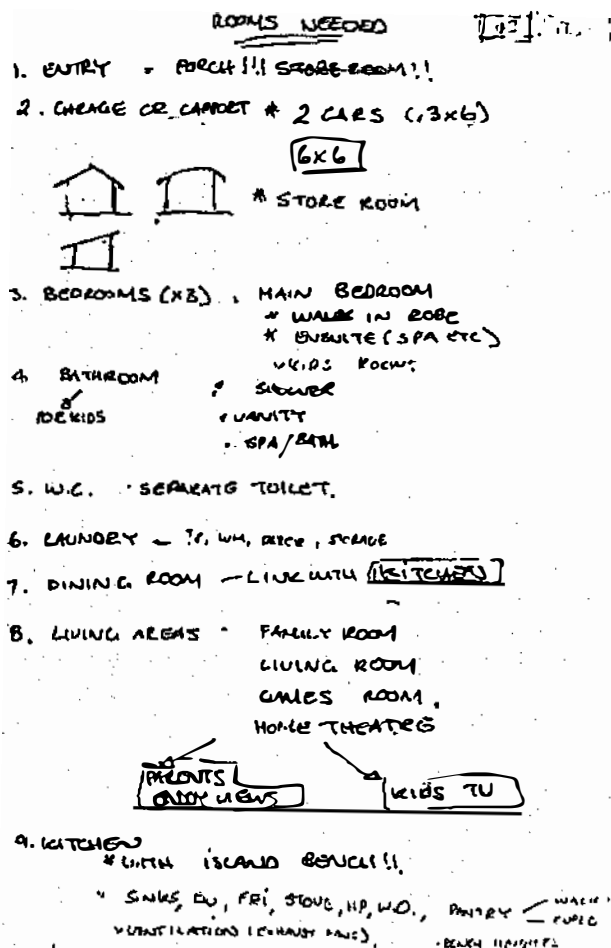 ROOMS NEEDED
1. ENTRY = PORCH!!! STORE ROOM!!
2. GARAGE OR CARPORT * 2 CARS (.3x6)
6x6
* STORE ROOM
3. BEDROOMS (x3) . MAIN BEDROOM
* WALK IN ROBE
* ENSUITE (SPA ETC)
KIDS ROOMS
4. BATHROOM
FOR KIDS
SHOWER
VANITY
SPA/BATH
5. W.C. · SEPARATE TOILET.
6. LAUNDRY - WM, DRYER, STORAGE
7. DINING ROOM - LINK WITH KITCHEN
8. LIVING AREAS - FAMILY ROOM
LIVING ROOM
GAMES ROOM.
HOME THEATRE
PARENTS
ENJOY VIEWS
KIDS TV
9. KITCHEN
* WITH ISLAND BENCH!!
SINKS, FRI, STOVE, HP, W.O., PANTRY
VENTILATION (EXHAUST FANS)
BENCH HEIGHTS